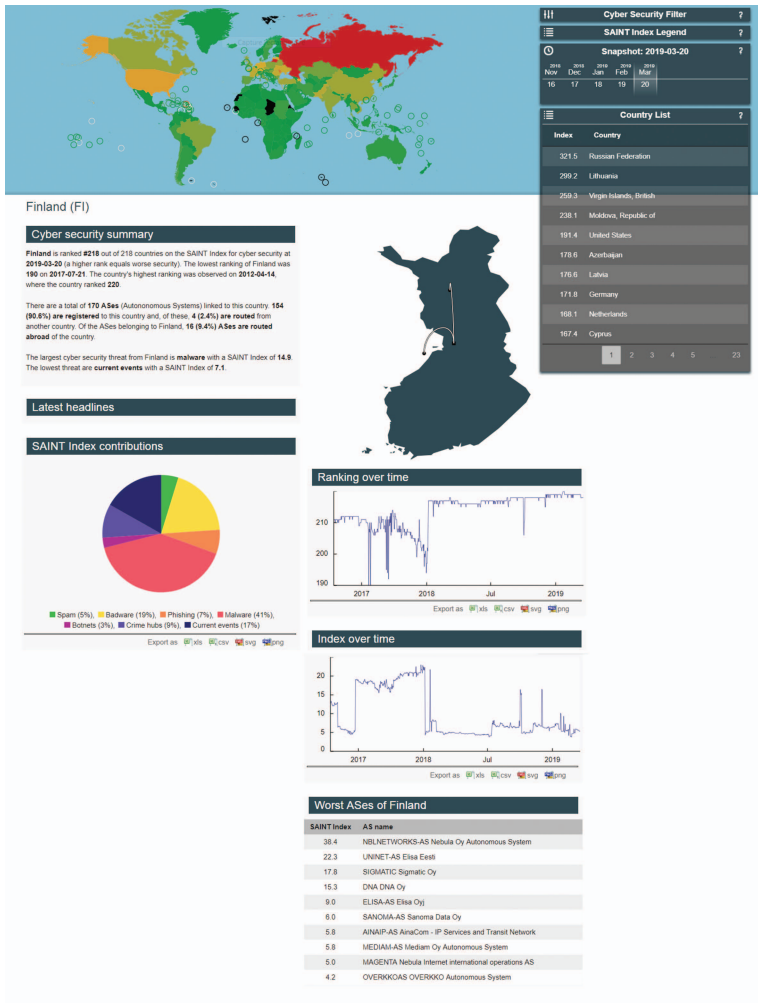 Cyber Security Filter ?
SAINT Index Legend ?
Snapshot: 2019-03-20 ?
2018 2018 2019 2019 2019
Nov Dec Jan Feb Mar
16 17 18 19 20
Country List ?
Index Country
321.5 Russian Federation
299.2 Lithuania
259.3 Virgin Islands, British
238.1 Moldova, Republic of
191.4 United States
178.6 Azerbaijan
176.6 Latvia
171.8 Germany
168.1 Netherlands
167.4 Cyprus
1 2 3 4 5 ... 23
Finland (FI)
Cyber security summary
Finland is ranked #218 out of 218 countries on the SAINT Index for cyber security at
2019-03-20 (a higher rank equals worse security). The lowest ranking of Finland was
190 on 2017-07-21. The country's highest ranking was observed on 2012-04-14,
where the country ranked 220.
There are a total of 170 ASes (Autononomous Systems) linked to this country. 154
(90.6%) are registered to this country and, of these, 4 (2.4%) are routed from
another country. Of the ASes belonging to Finland, 16 (9.4%) ASes are routed
abroad of the country.
The largest cyber security threat from Finland is malware with a SAINT Index of 14.9.
The lowest threat are current events with a SAINT Index of 7.1.
Latest headlines
SAINT Index contributions
Spam (5%), Badware (19%), Phishing (7%), Malware (41%),
Botnets (3%), Crime hubs (9%), Current events (17%)
Export as xls csv svg png
Ranking over time
210
200
190
2017 2018 Jul 2019
Export as xls csv svg png
Index over time
20
15
10
5
0
2017 2018 Jul 2019
Export as xls csv svg png
Worst ASes of Finland
SAINT Index AS name
38.4 NBLNETWORKS-AS Nebula Oy Autonomous System
22.3 UNINET-AS Elisa Eesti
17.8 SIGMATIC Sigmatic Oy
15.3 DNA DNA Oy
9.0 ELISA-AS Elisa Oyj
6.0 SANOMA-AS Sanoma Data Oy
5.8 AINAIP-AS AinaCom - IP Services and Transit Network
5.8 MEDIAM-AS Mediam Oy Autonomous System
5.0 MAGENTA Nebula Internet international operations AS
4.2 OVERKKOAS OVERKKO Autonomous System